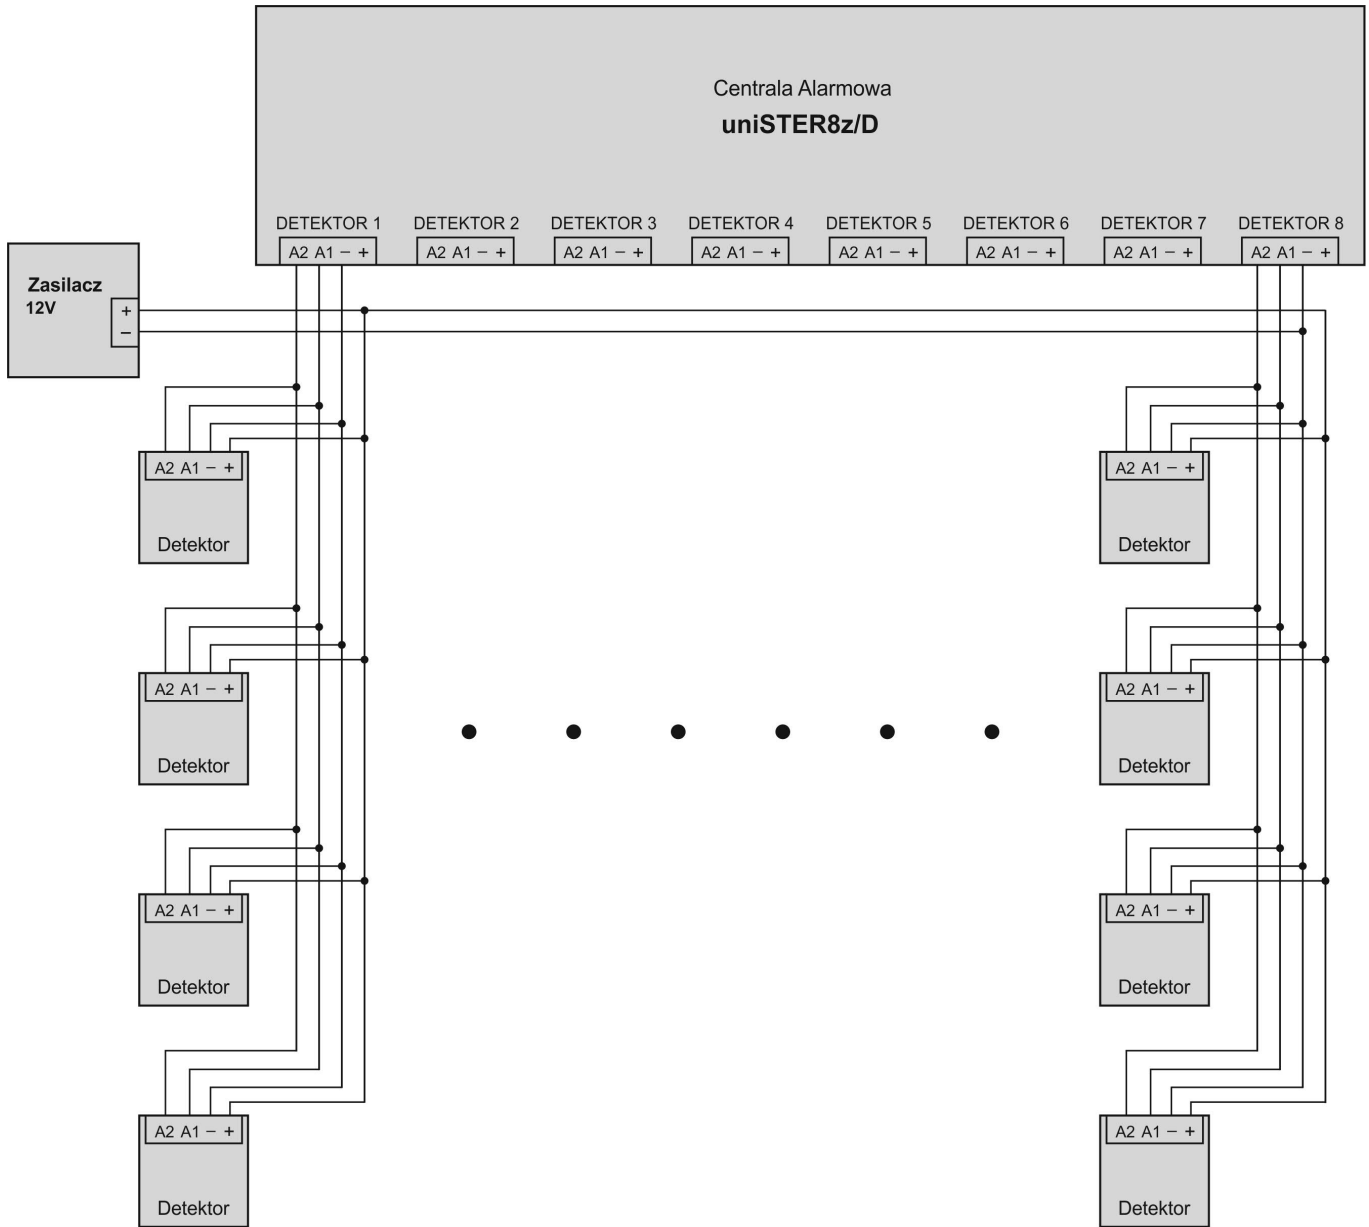 Centrala Alarmowa
uniSTER8z/D
DETEKTOR 1 DETEKTOR 2 DETEKTOR 3 DETEKTOR 4 DETEKTOR 5 DETEKTOR 6 DETEKTOR 7 DETEKTOR 8
A2 A1 – + A2 A1 – + A2 A1 – + A2 A1 – + A2 A1 – + A2 A1 – + A2 A1 – + A2 A1 – +
Zasilacz
12V
+
–
A2 A1 – + A2 A1 – +
Detektor Detektor
A2 A1 – + A2 A1 – +
Detektor Detektor
A2 A1 – + A2 A1 – +
Detektor Detektor
A2 A1 – + A2 A1 – +
Detektor Detektor